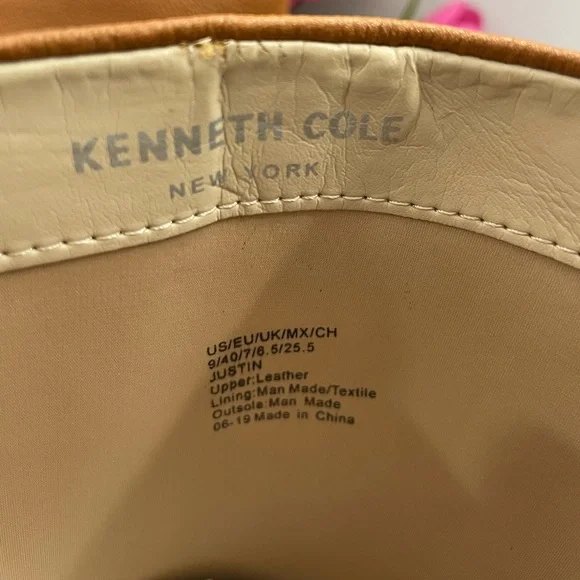 KENNETH COLE
NEW YORK
US/EU/UK/MX/CH
9/40/7/6.5/25.5
JUSTIN
Upper:Leather
Lining:Man Made/Textile
Outsole:Man Made
06-19 Made in China